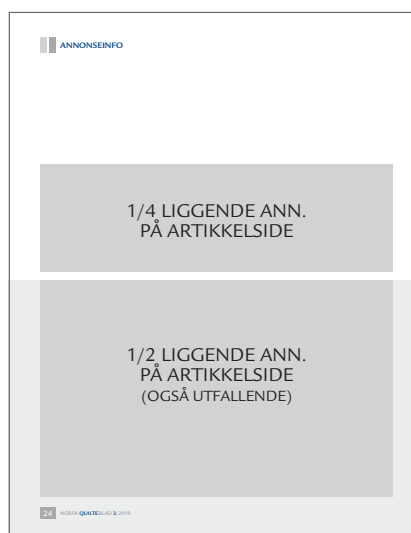 ANNONSEINFO
1/4 LIGGENDE ANN.
PÅ ARTIKKELSIDE
1/2 LIGGENDE ANN.
PÅ ARTIKKELSIDE
(OGSÅ UTFALLENDE)
24 NORSK QUILTEBLAD 3/2019